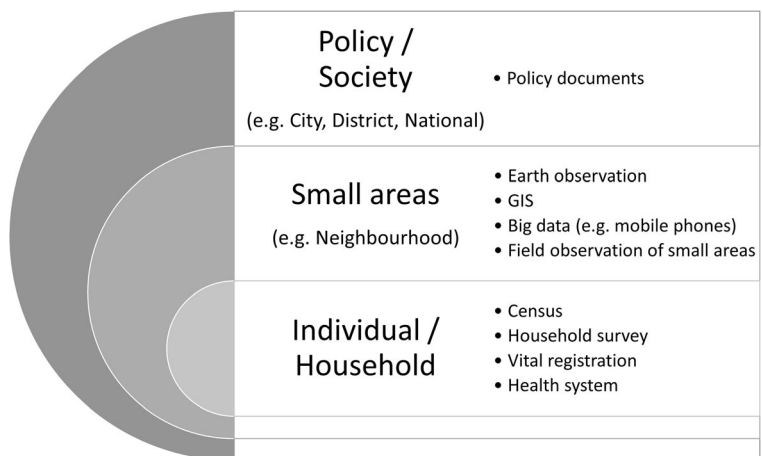 Policy /
Society
(e.g. City, District, National)
• Policy documents
Small areas
(e.g. Neighbourhood)
• Earth observation
• GIS
• Big data (e.g. mobile phones)
• Field observation of small areas
Individual /
Household
• Census
• Household survey
• Vital registration
• Health system